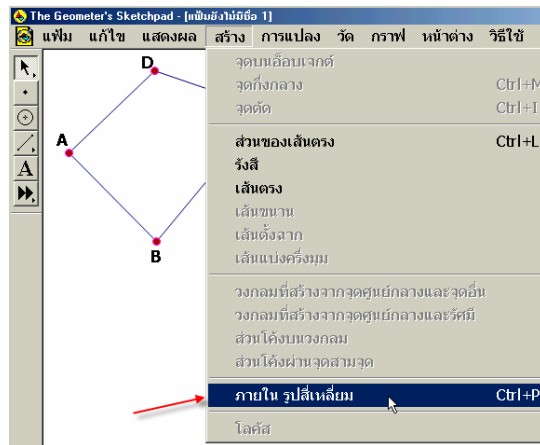 The Geometer's Sketchpad - [แฟ้มยังไม่มีชื่อ 1]
แฟ้ม แก้ไข แสดงผล สร้าง การแปลง วัด กราฟ หน้าต่าง วิธีใช้
จุดบนอ็อบเจกต์
จุดกึ่งกลาง Ctrl+M
จุดตัด Ctrl+I
ส่วนของเส้นตรง Ctrl+L
รังสี
เส้นตรง
เส้นขนาน
เส้นตั้งฉาก
เส้นแบ่งครึ่งมุม
วงกลมที่สร้างจากจุดศูนย์กลางและจุดอื่น
วงกลมที่สร้างจากจุดศูนย์กลางและรัศมี
ส่วนโค้งบนวงกลม
ส่วนโค้งผ่านจุดสามจุด
ภายใน รูปสี่เหลี่ยม Ctrl+P
โลคัส
D
A
A
B